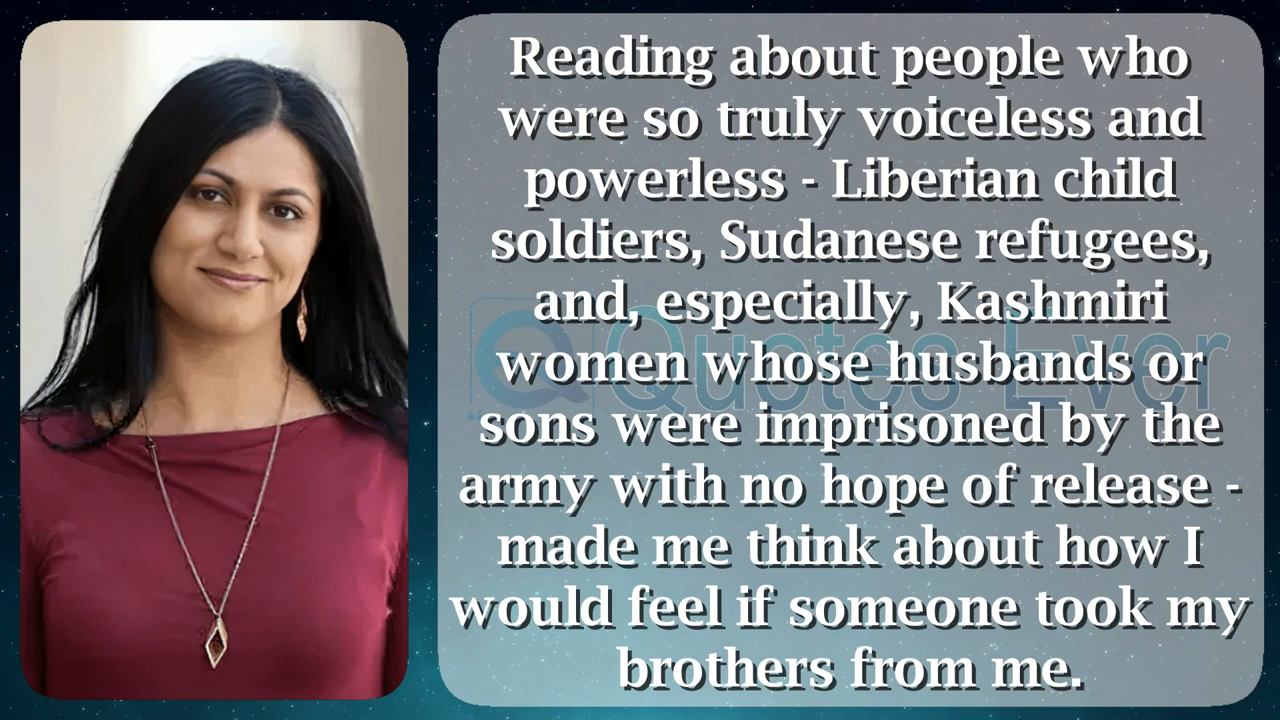 Reading about people who
were so truly voiceless and
powerless - Liberian child
soldiers, Sudanese refugees,
and, especially, Kashmiri
women whose husbands or
sons were imprisoned by the
army with no hope of release -
made me think about how I
would feel if someone took my
brothers from me.
Quotes Ever